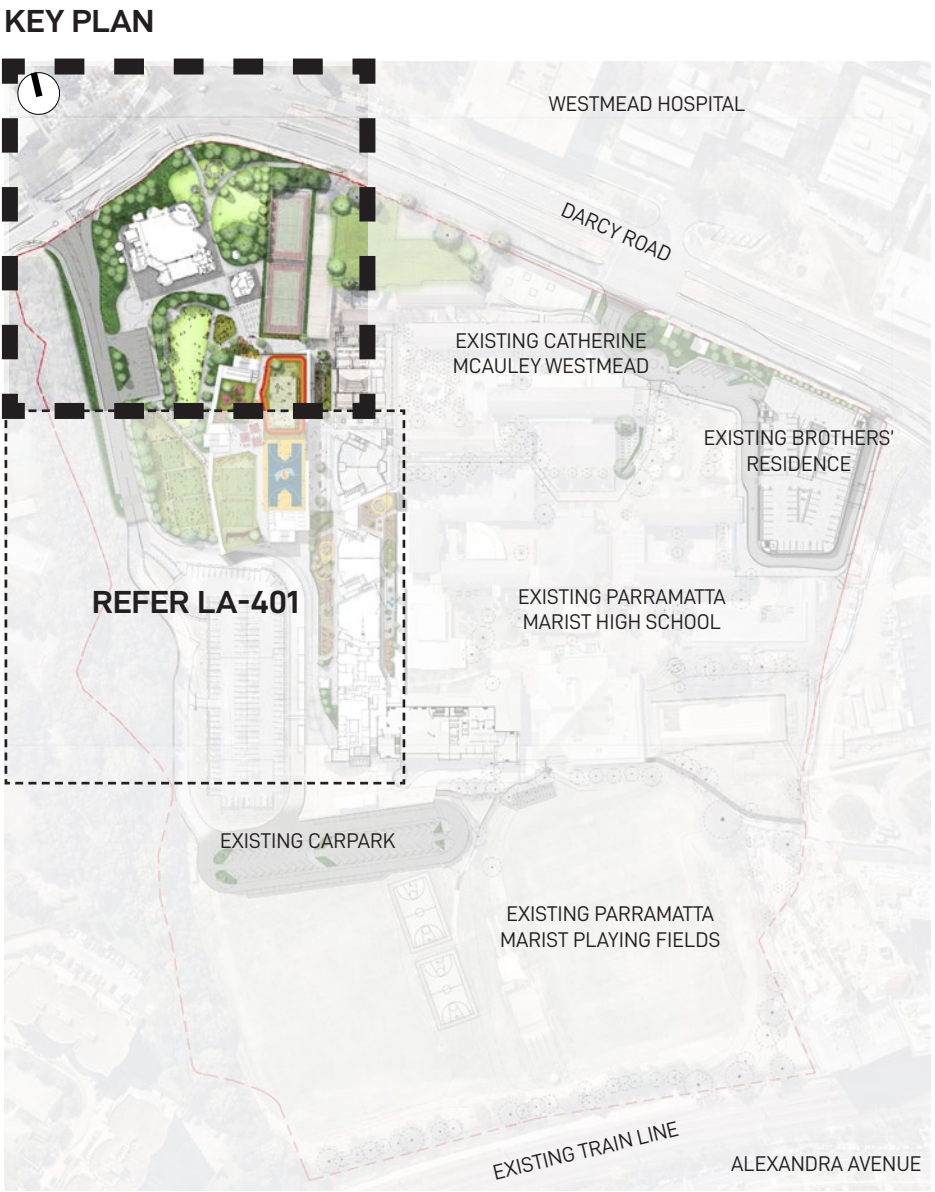 KEY PLAN
WESTMEAD HOSPITAL
DARCY ROAD
EXISTING CATHERINE
MCAULEY WESTMEAD
EXISTING BROTHERS'
RESIDENCE
REFER LA-401
EXISTING PARRAMATTA
MARIST HIGH SCHOOL
EXISTING CARPARK
EXISTING PARRAMATTA
MARIST PLAYING FIELDS
EXISTING TRAIN LINE
ALEXANDRA AVENUE